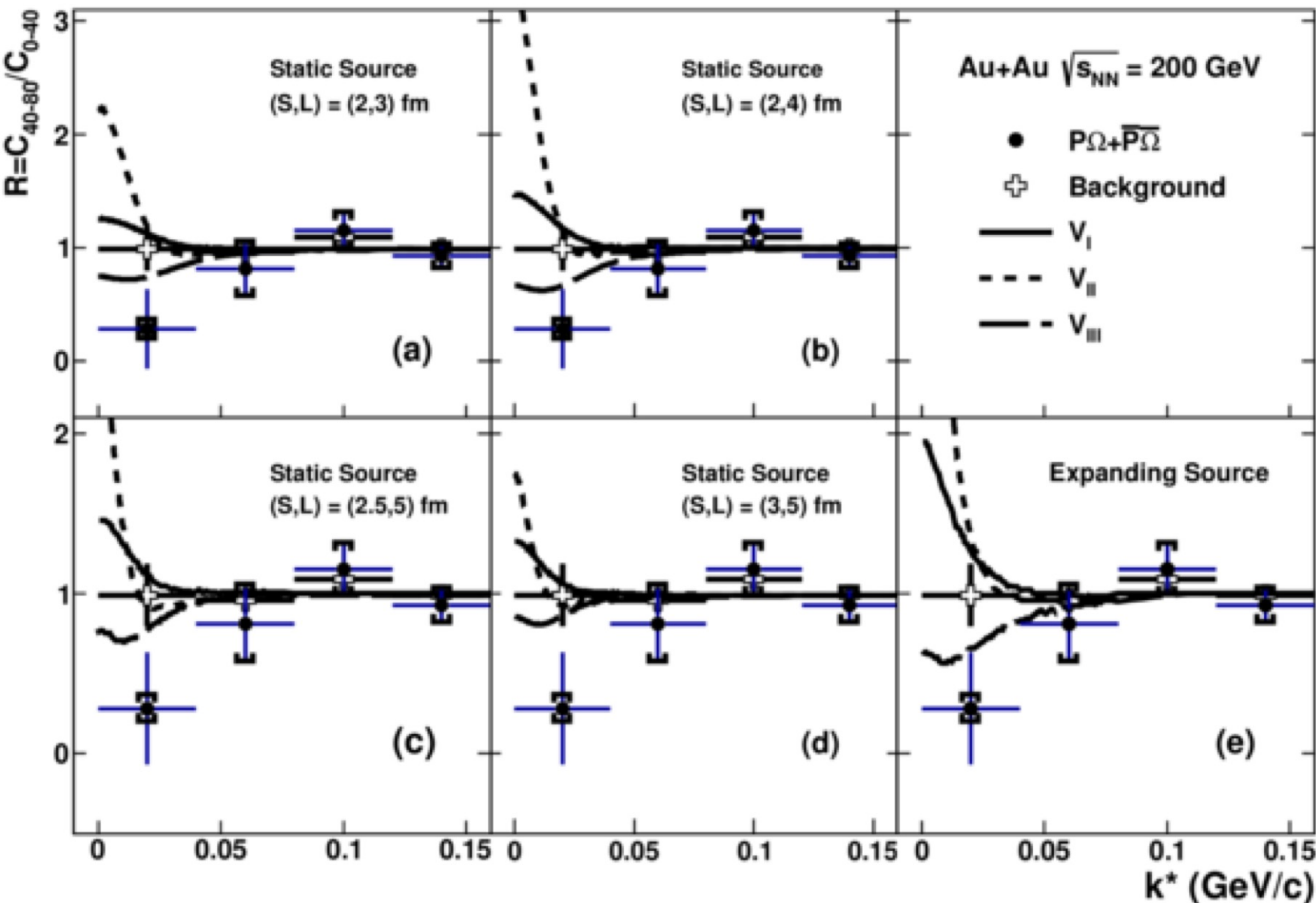 R=C40-80/C0-40
3
2
1
0
Static Source
(S,L) = (2,3) fm
(a)
Static Source
(S,L) = (2,4) fm
(b)
Au+Au √sNN = 200 GeV
PΩ+P̅Ω̅
Background
VI
VII
VIII
2
1
0
Static Source
(S,L) = (2.5,5) fm
(c)
Static Source
(S,L) = (3,5) fm
(d)
Expanding Source
(e)
0 0.05 0.1 0.15 0 0.05 0.1 0.15 0 0.05 0.1 0.15
k* (GeV/c)